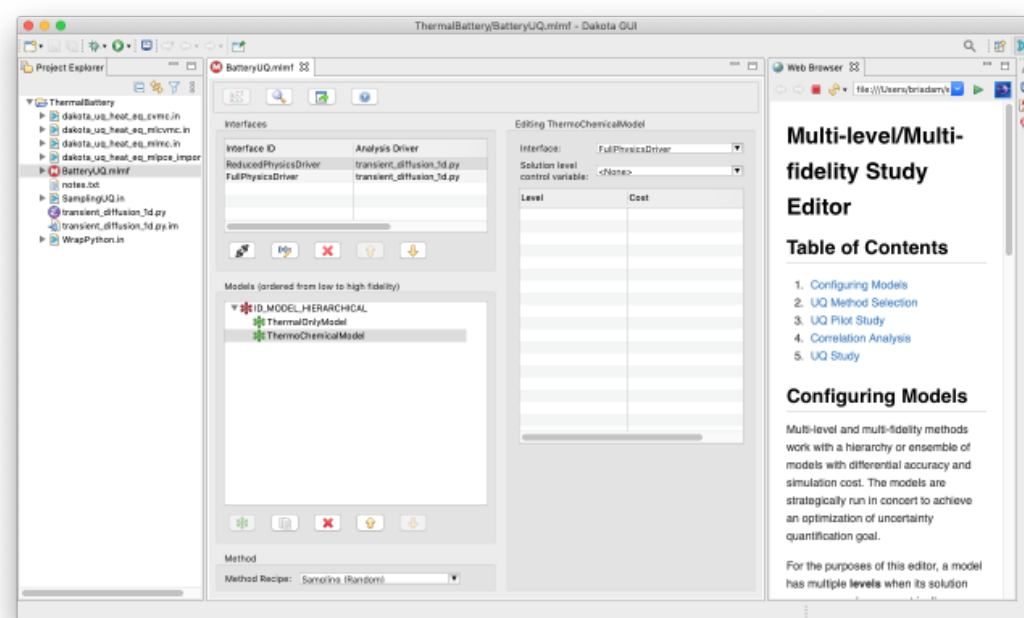 ThermalBattery/BatteryUQ.mlmf - Dakota GUI
Project Explorer
ThermalBattery
dakota_uq_heat_eq_cvmc.in
dakota_uq_heat_eq_mlcvmc.in
dakota_uq_heat_eq_mlmc.in
dakota_uq_heat_eq_mlpce_impor
BatteryUQ.mlmf
notes.txt
SamplingUQ.in
transient_diffusion_1d.py
transient_diffusion_1d.py.im
WrapPython.in
BatteryUQ.mlmf
Interfaces
Interface ID Analysis Driver
ReducedPhysicsDriver transient_diffusion_1d.py
FullPhysicsDriver transient_diffusion_1d.py
Models (ordered from low to high fidelity)
ID_MODEL_HIERARCHICAL
ThermalOnlyModel
ThermoChemicalModel
Method
Method Recipe: Sampling (Random)
Editing ThermoChemicalModel
Interface: FullPhysicsDriver
Solution level
control variable: <None>
Level Cost
Web Browser
file:///Users/briadam/
Multi-level/Multi-
fidelity Study
Editor
Table of Contents
1. Configuring Models
2. UQ Method Selection
3. UQ Pilot Study
4. Correlation Analysis
5. UQ Study
Configuring Models
Multi-level and multi-fidelity methods
work with a hierarchy or ensemble of
models with differential accuracy and
simulation cost. The models are
strategically run in concert to achieve
an optimization of uncertainty
quantification goal.
For the purposes of this editor, a model
has multiple levels when its solution